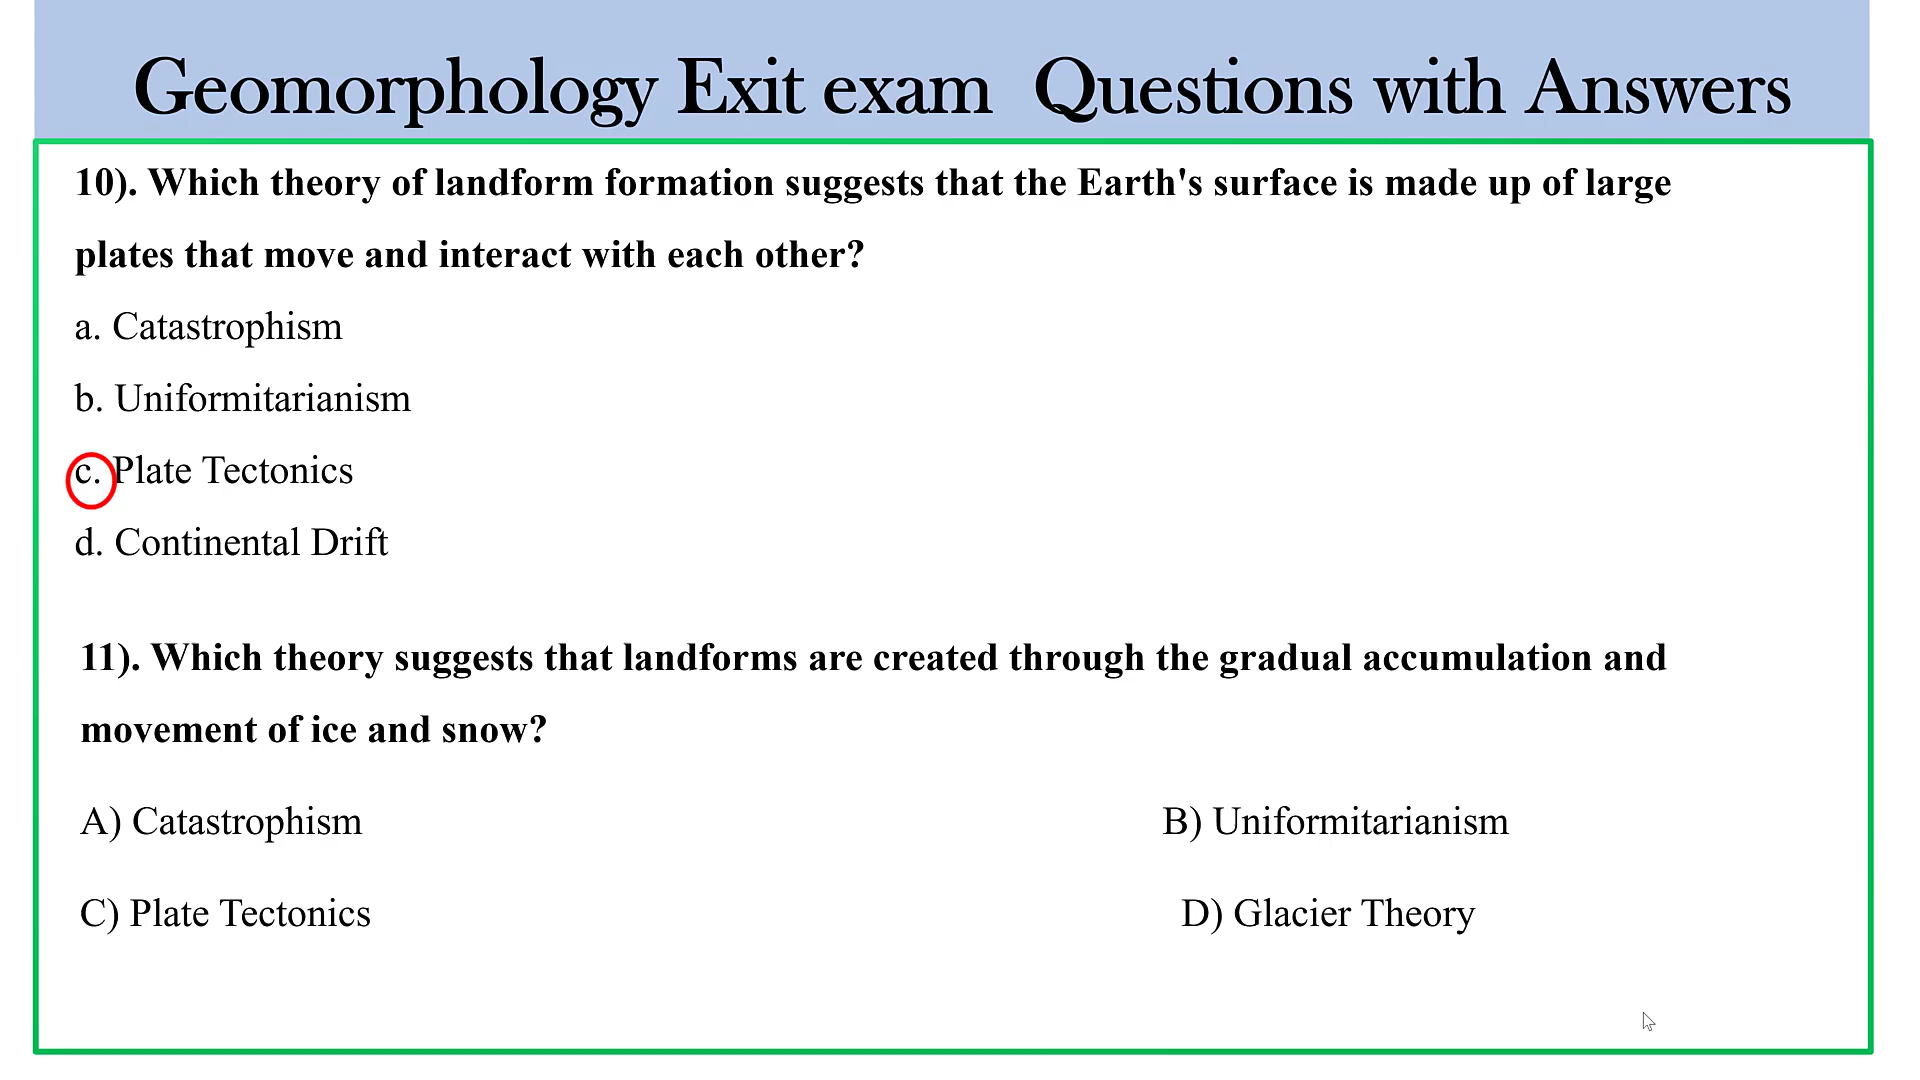 Geomorphology Exit exam Questions with Answers
10). Which theory of landform formation suggests that the Earth's surface is made up of large
plates that move and interact with each other?
a. Catastrophism
b. Uniformitarianism
c. Plate Tectonics
d. Continental Drift
11). Which theory suggests that landforms are created through the gradual accumulation and
movement of ice and snow?
A) Catastrophism B) Uniformitarianism
C) Plate Tectonics D) Glacier Theory